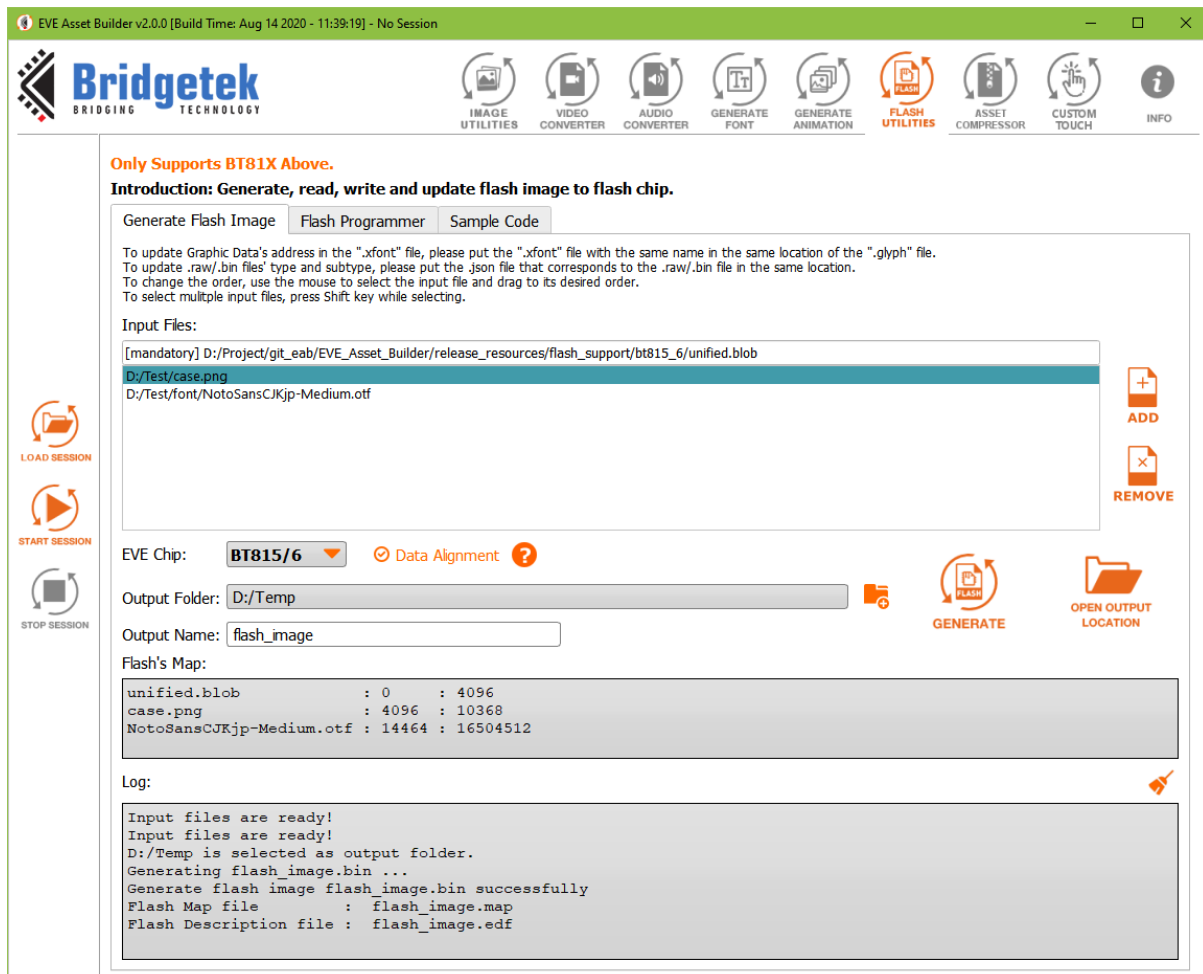 EVE Asset Builder v2.0.0 [Build Time: Aug 14 2020 - 11:39:19] - No Session
Bridgetek
BRIDGING TECHNOLOGY
IMAGE UTILITIES
VIDEO CONVERTER
AUDIO CONVERTER
GENERATE FONT
GENERATE ANIMATION
FLASH
FLASH UTILITIES
ASSET COMPRESSOR
CUSTOM TOUCH
INFO
Only Supports BT81X Above.
Introduction: Generate, read, write and update flash image to flash chip.
Generate Flash Image Flash Programmer Sample Code
To update Graphic Data's address in the ".xfont" file, please put the ".xfont" file with the same name in the same location of the ".glyph" file.
To update .raw/.bin files' type and subtype, please put the .json file that corresponds to the .raw/.bin file in the same location.
To change the order, use the mouse to select the input file and drag to its desired order.
To select mulitple input files, press Shift key while selecting.
Input Files:
[mandatory] D:/Project/git_eab/EVE_Asset_Builder/release_resources/flash_support/bt815_6/unified.blob
D:/Test/case.png
D:/Test/font/NotoSansCJKjp-Medium.otf
ADD
REMOVE
LOAD SESSION
START SESSION
STOP SESSION
EVE Chip: BT815/6 Data Alignment ?
Output Folder: D:/Temp
Output Name: flash_image
FLASH
GENERATE
OPEN OUTPUT LOCATION
Flash's Map:
unified.blob : 0 : 4096
case.png : 4096 : 10368
NotoSansCJKjp-Medium.otf : 14464 : 16504512
Log:
Input files are ready!
Input files are ready!
D:/Temp is selected as output folder.
Generating flash_image.bin ...
Generate flash image flash_image.bin successfully
Flash Map file : flash_image.map
Flash Description file : flash_image.edf